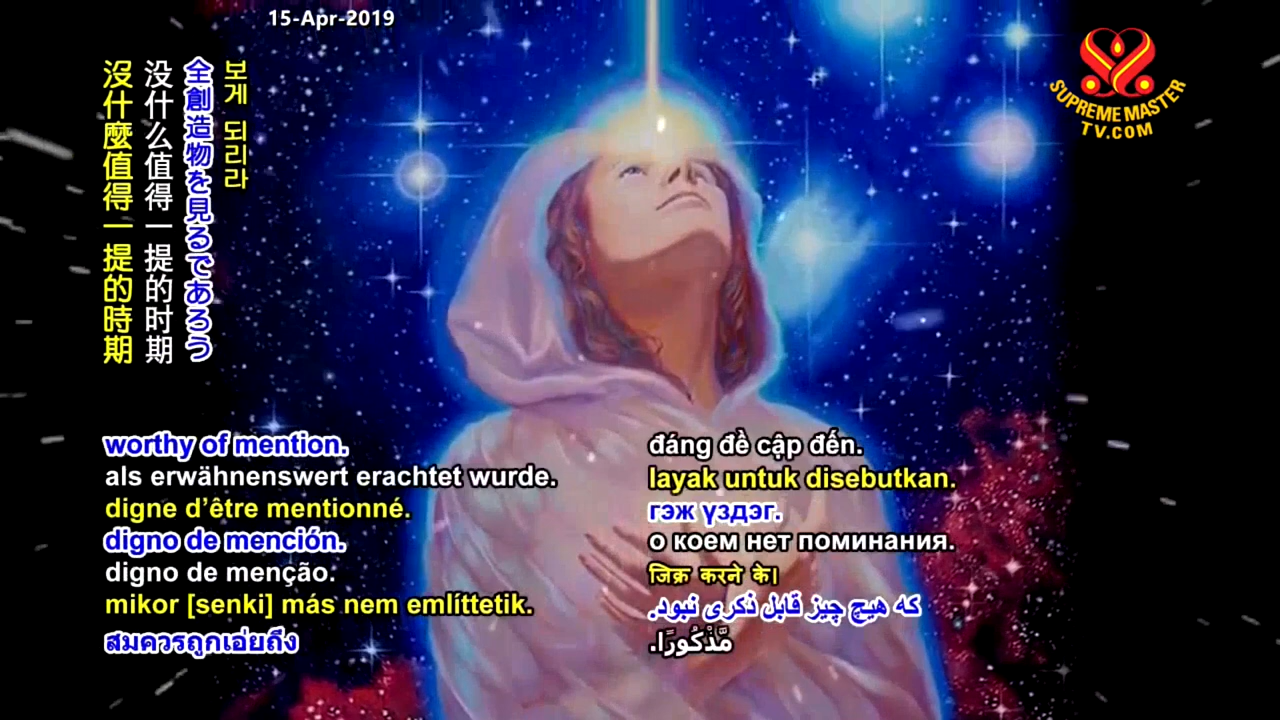 15-Apr-2019
SUPREME MASTER
TV.COM
보게 되리라
全創造物を見るであろう
没什么值得一提的时期
沒什麼值得一提的時期
worthy of mention.
als erwähnenswert erachtet wurde.
digne d’être mentionné.
digno de mención.
digno de menção.
mikor [senki] más nem említtetik.
สมควรถูกเอ่ยถึง
đáng đề cập đến.
layak untuk disebutkan.
гэж үздэг.
о коем нет поминания.
जिक्र करने के।
که هیچ چیز قابل ذکری نبود.
مَّذْكُورًا.